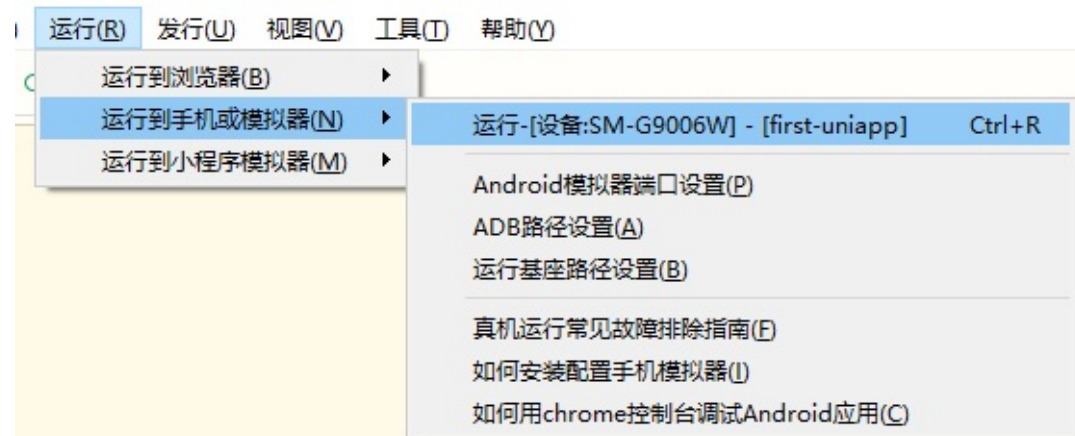 运行(R) 发行(U) 视图(V) 工具(T) 帮助(Y)
运行到浏览器(B)
运行到手机或模拟器(N)
运行到小程序模拟器(M)
运行-[设备:SM-G9006W] - [first-uniapp] Ctrl+R
Android模拟器端口设置(P)
ADB路径设置(A)
运行基座路径设置(B)
真机运行常见故障排除指南(F)
如何安装配置手机模拟器(I)
如何用chrome控制台调试Android应用(C)